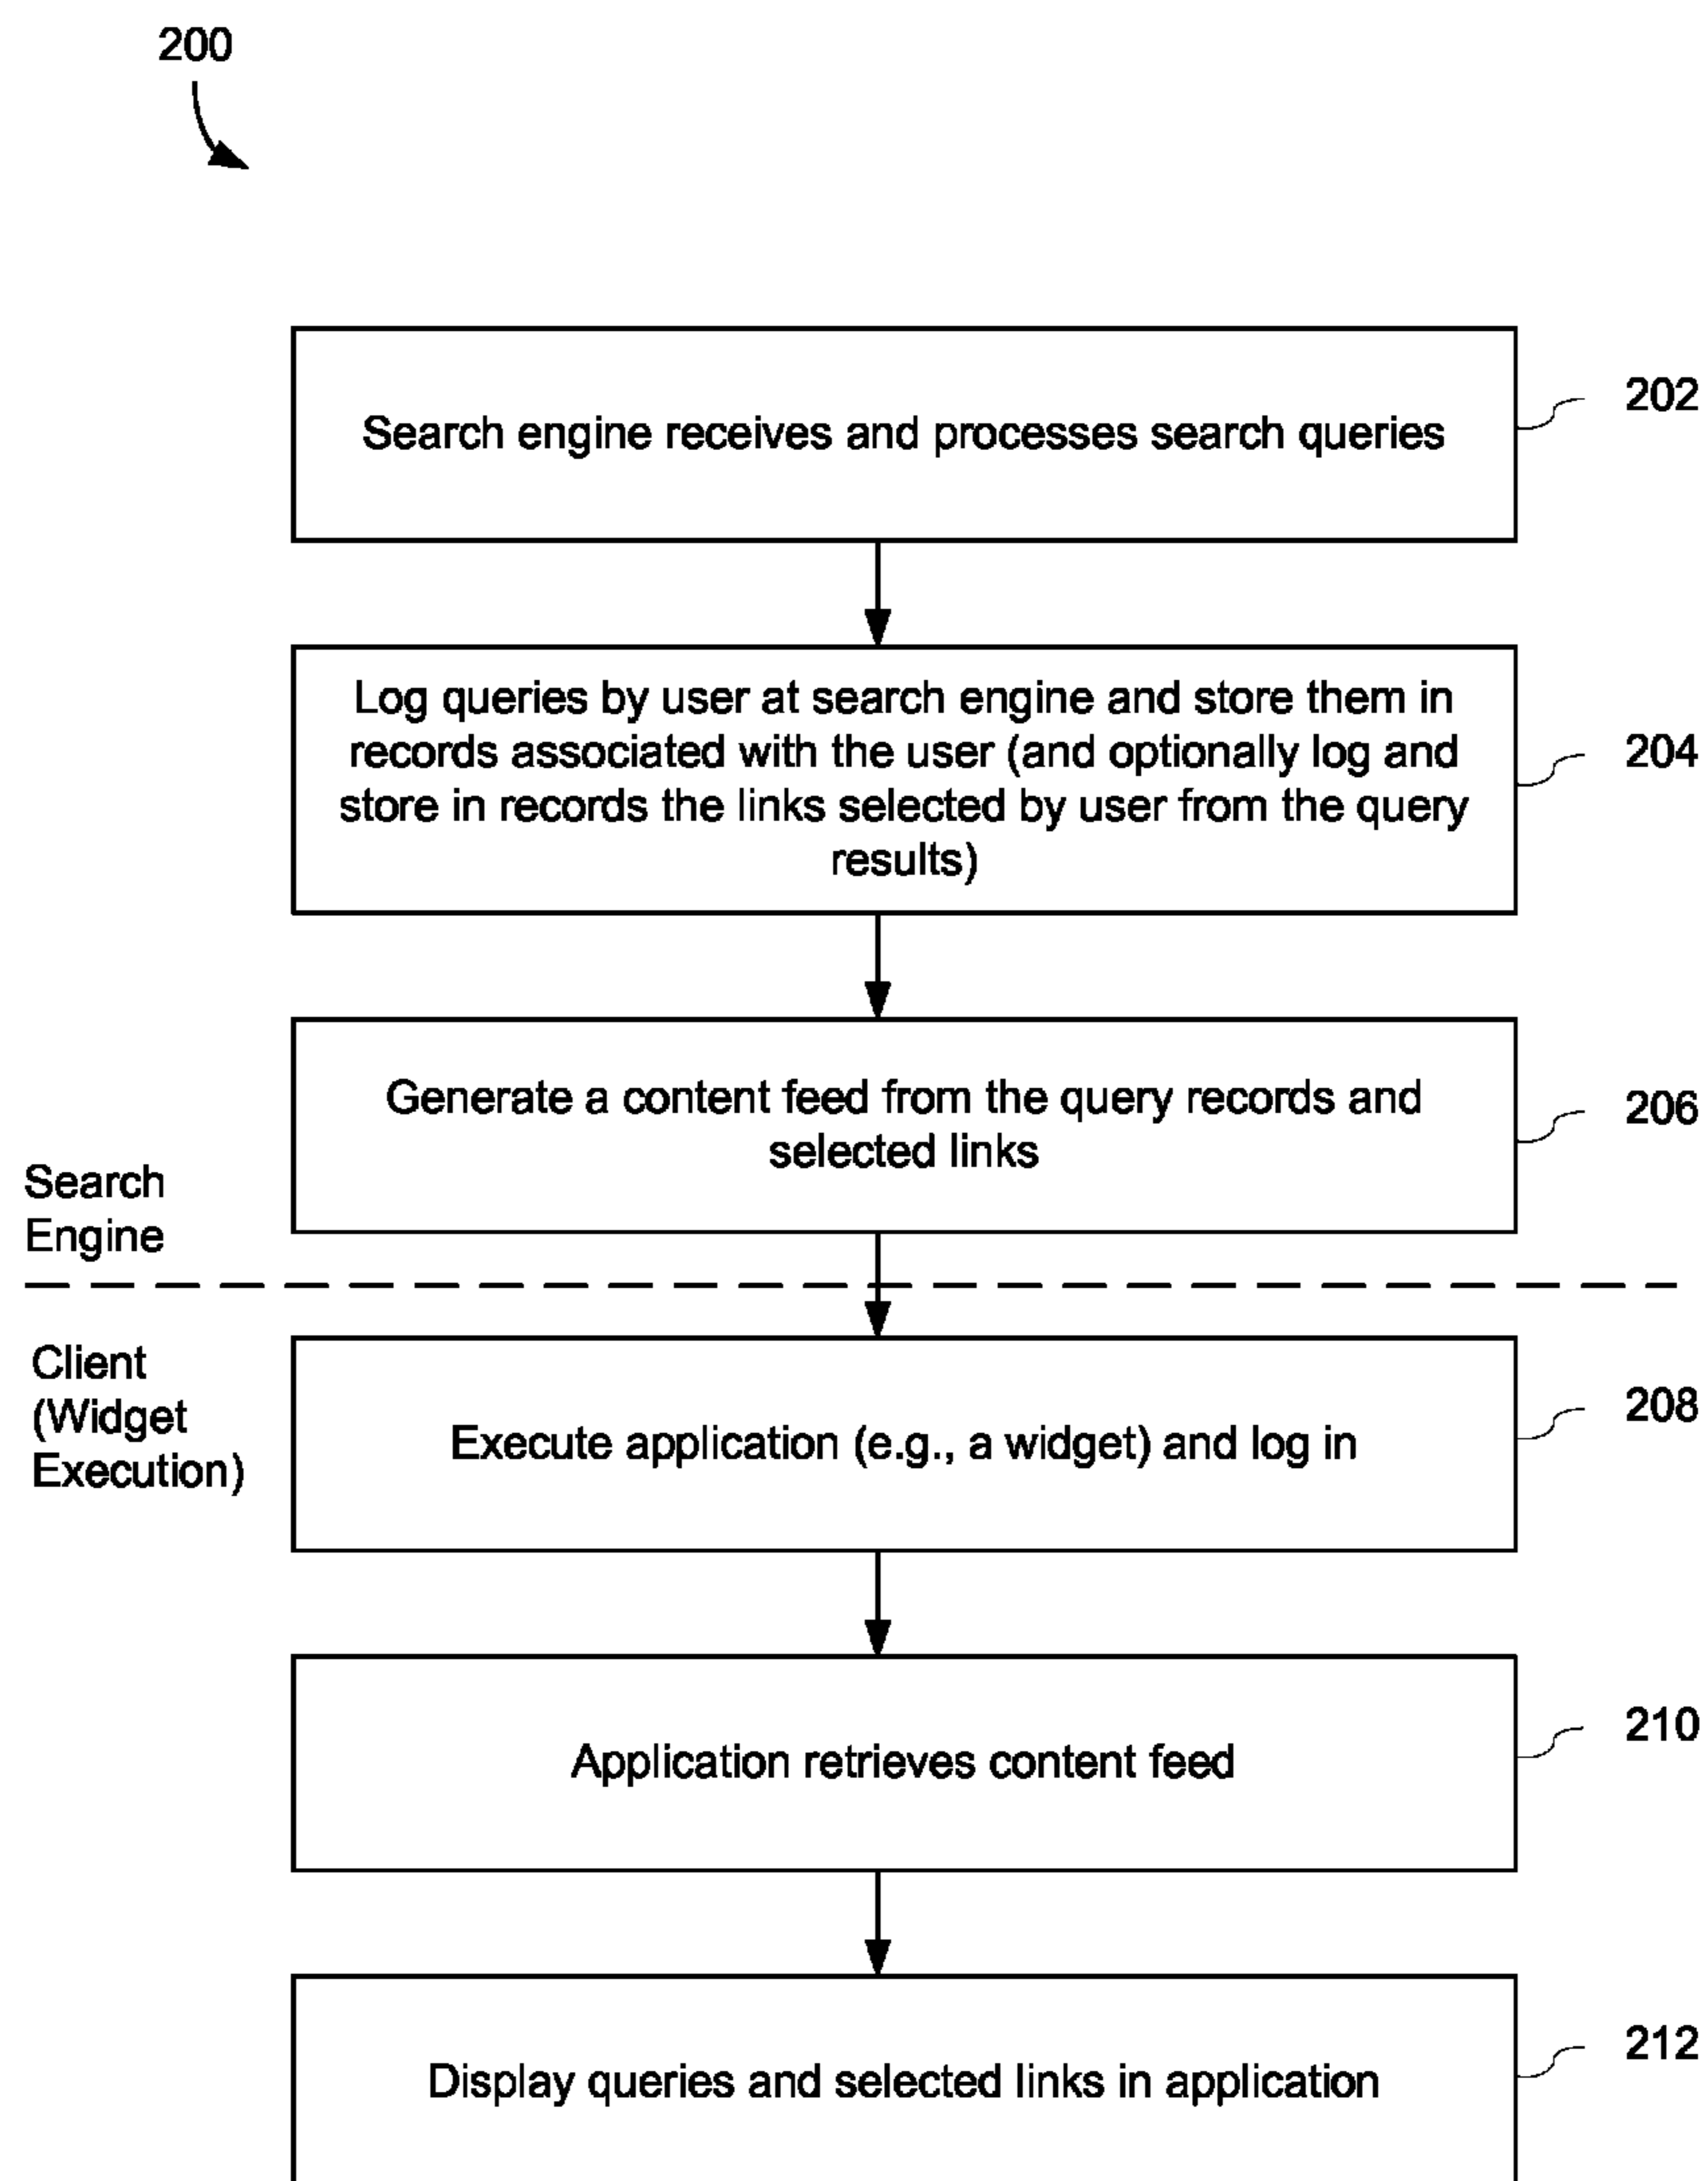 200
Search engine receives and processes search queries
202
Log queries by user at search engine and store them in
records associated with the user (and optionally log and
store in records the links selected by user from the query
results)
204
Generate a content feed from the query records and
selected links
206
Search
Engine
Client
(Widget
Execution)
Execute application (e.g., a widget) and log in
208
Application retrieves content feed
210
Display queries and selected links in application
212